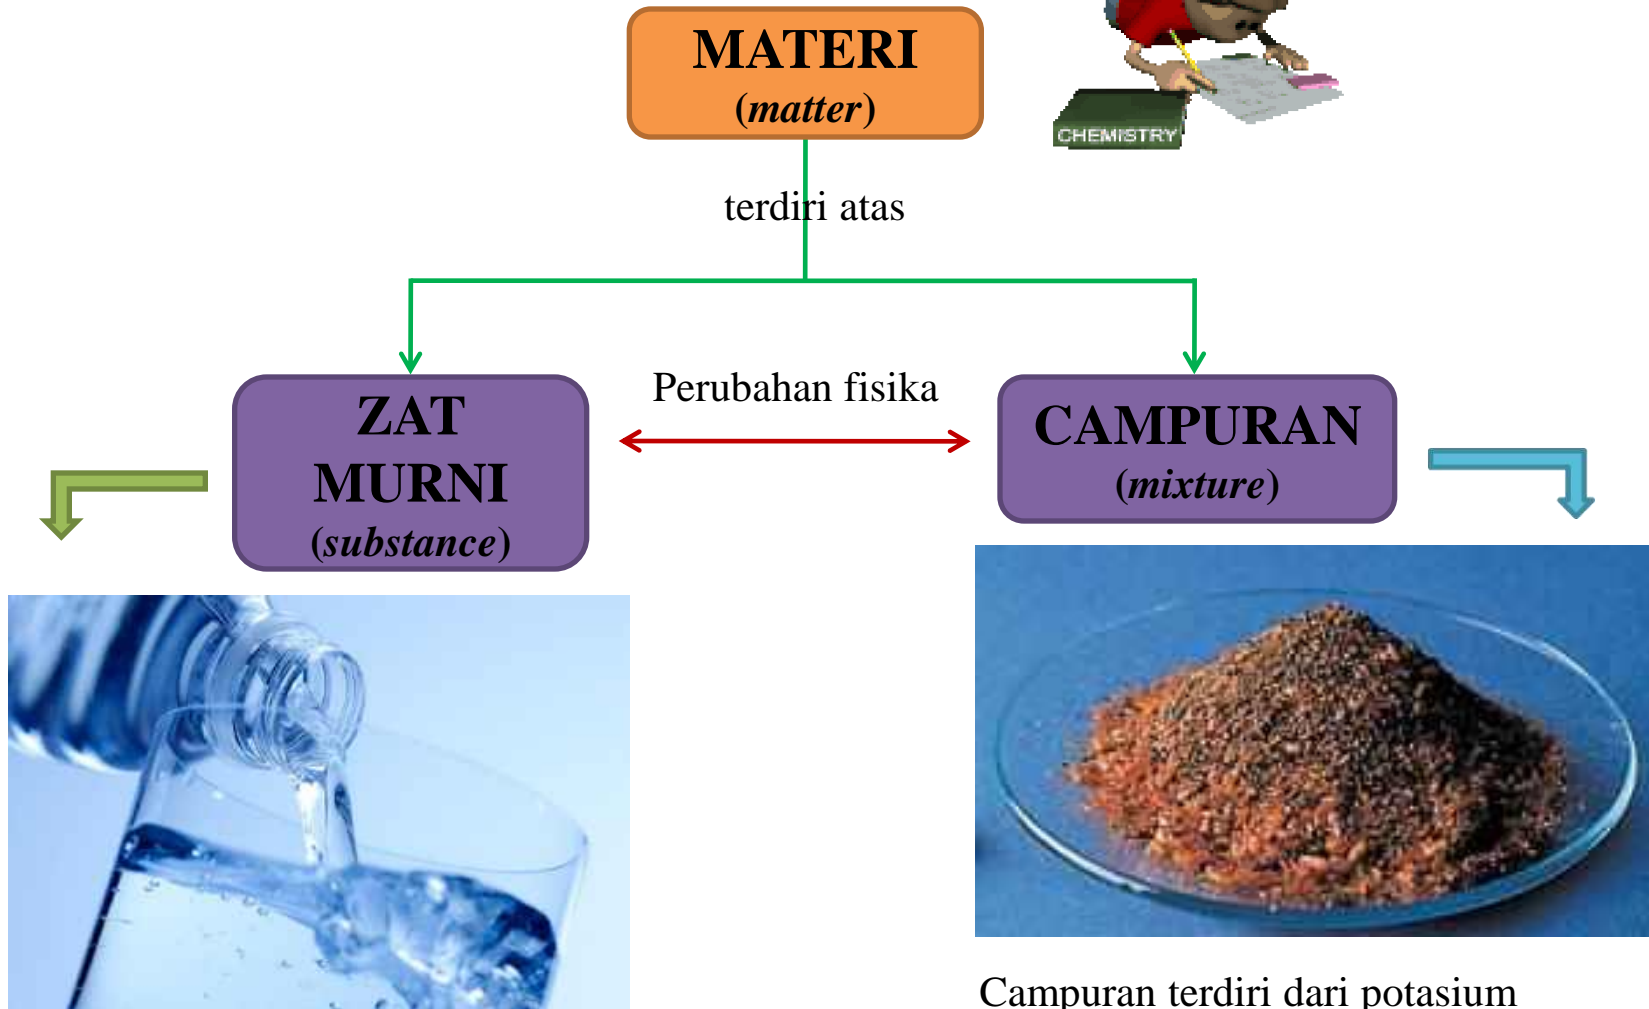 MATERI
(matter)
CHEMISTRY
terdiri atas
Perubahan fisika
ZAT
MURNI
(substance)
CAMPURAN
(mixture)
Campuran terdiri dari potasium